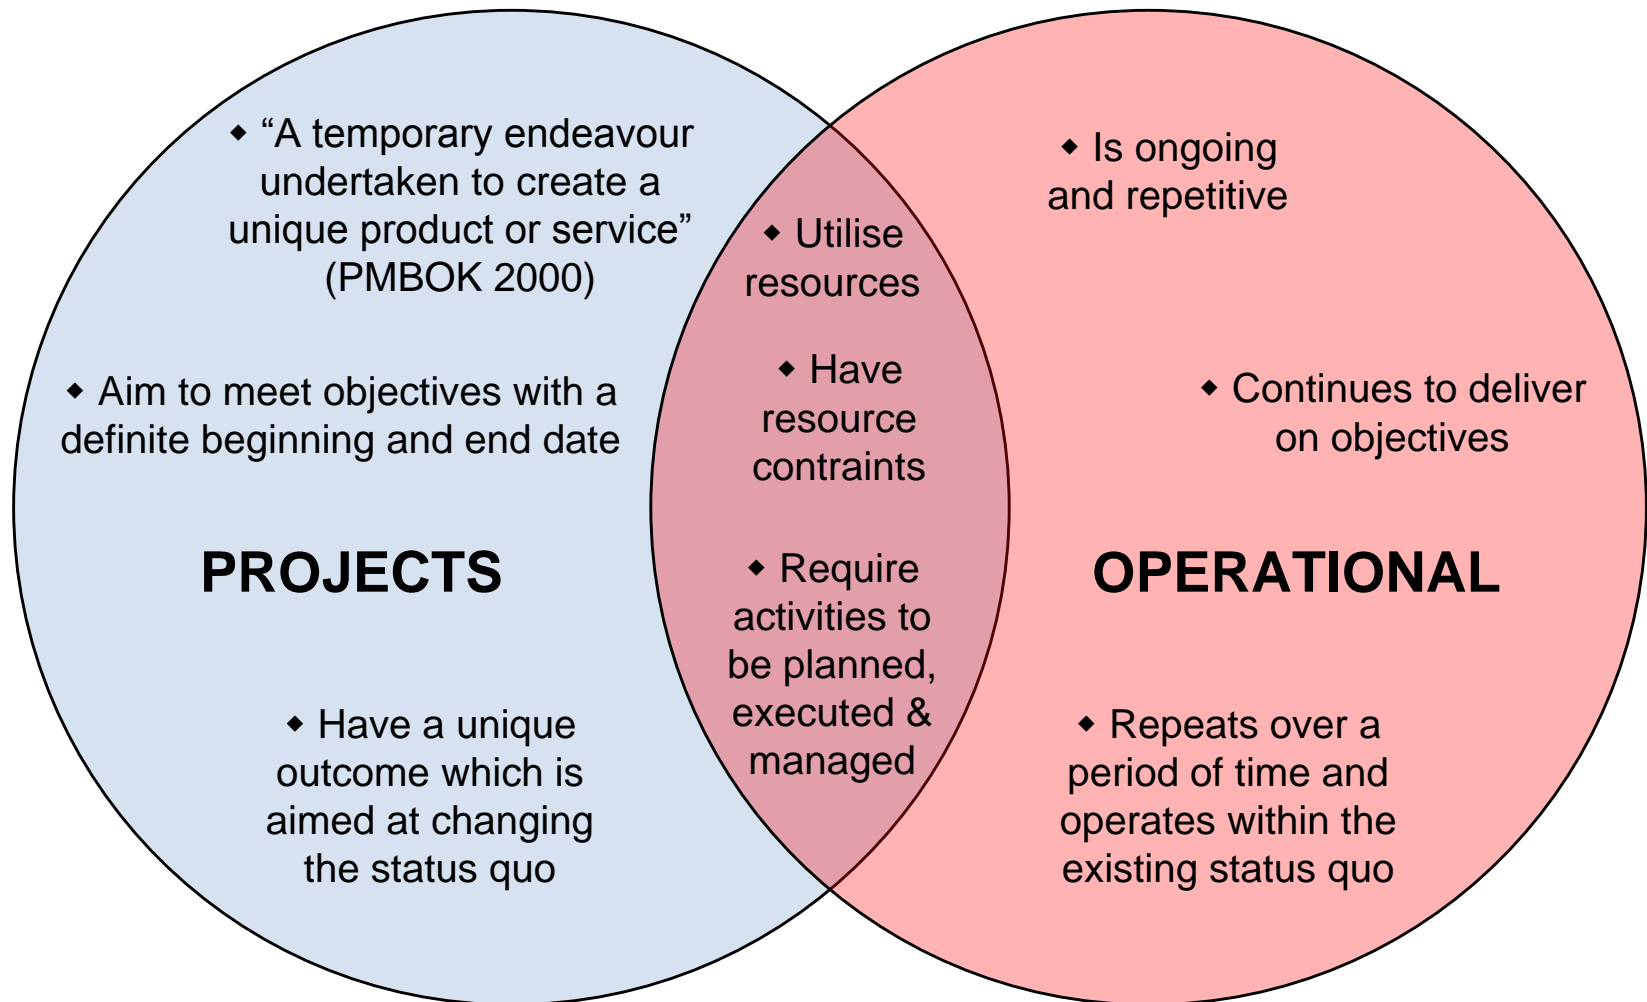 ◆ “A temporary endeavour
undertaken to create a
unique product or service”
(PMBOK 2000)
◆ Aim to meet objectives with a
definite beginning and end date
PROJECTS
◆ Have a unique
outcome which is
aimed at changing
the status quo
◆ Utilise
resources
◆ Have
resource
contraints
◆ Require
activities to
be planned,
executed &
managed
◆ Is ongoing
and repetitive
◆ Continues to deliver
on objectives
OPERATIONAL
◆ Repeats over a
period of time and
operates within the
existing status quo